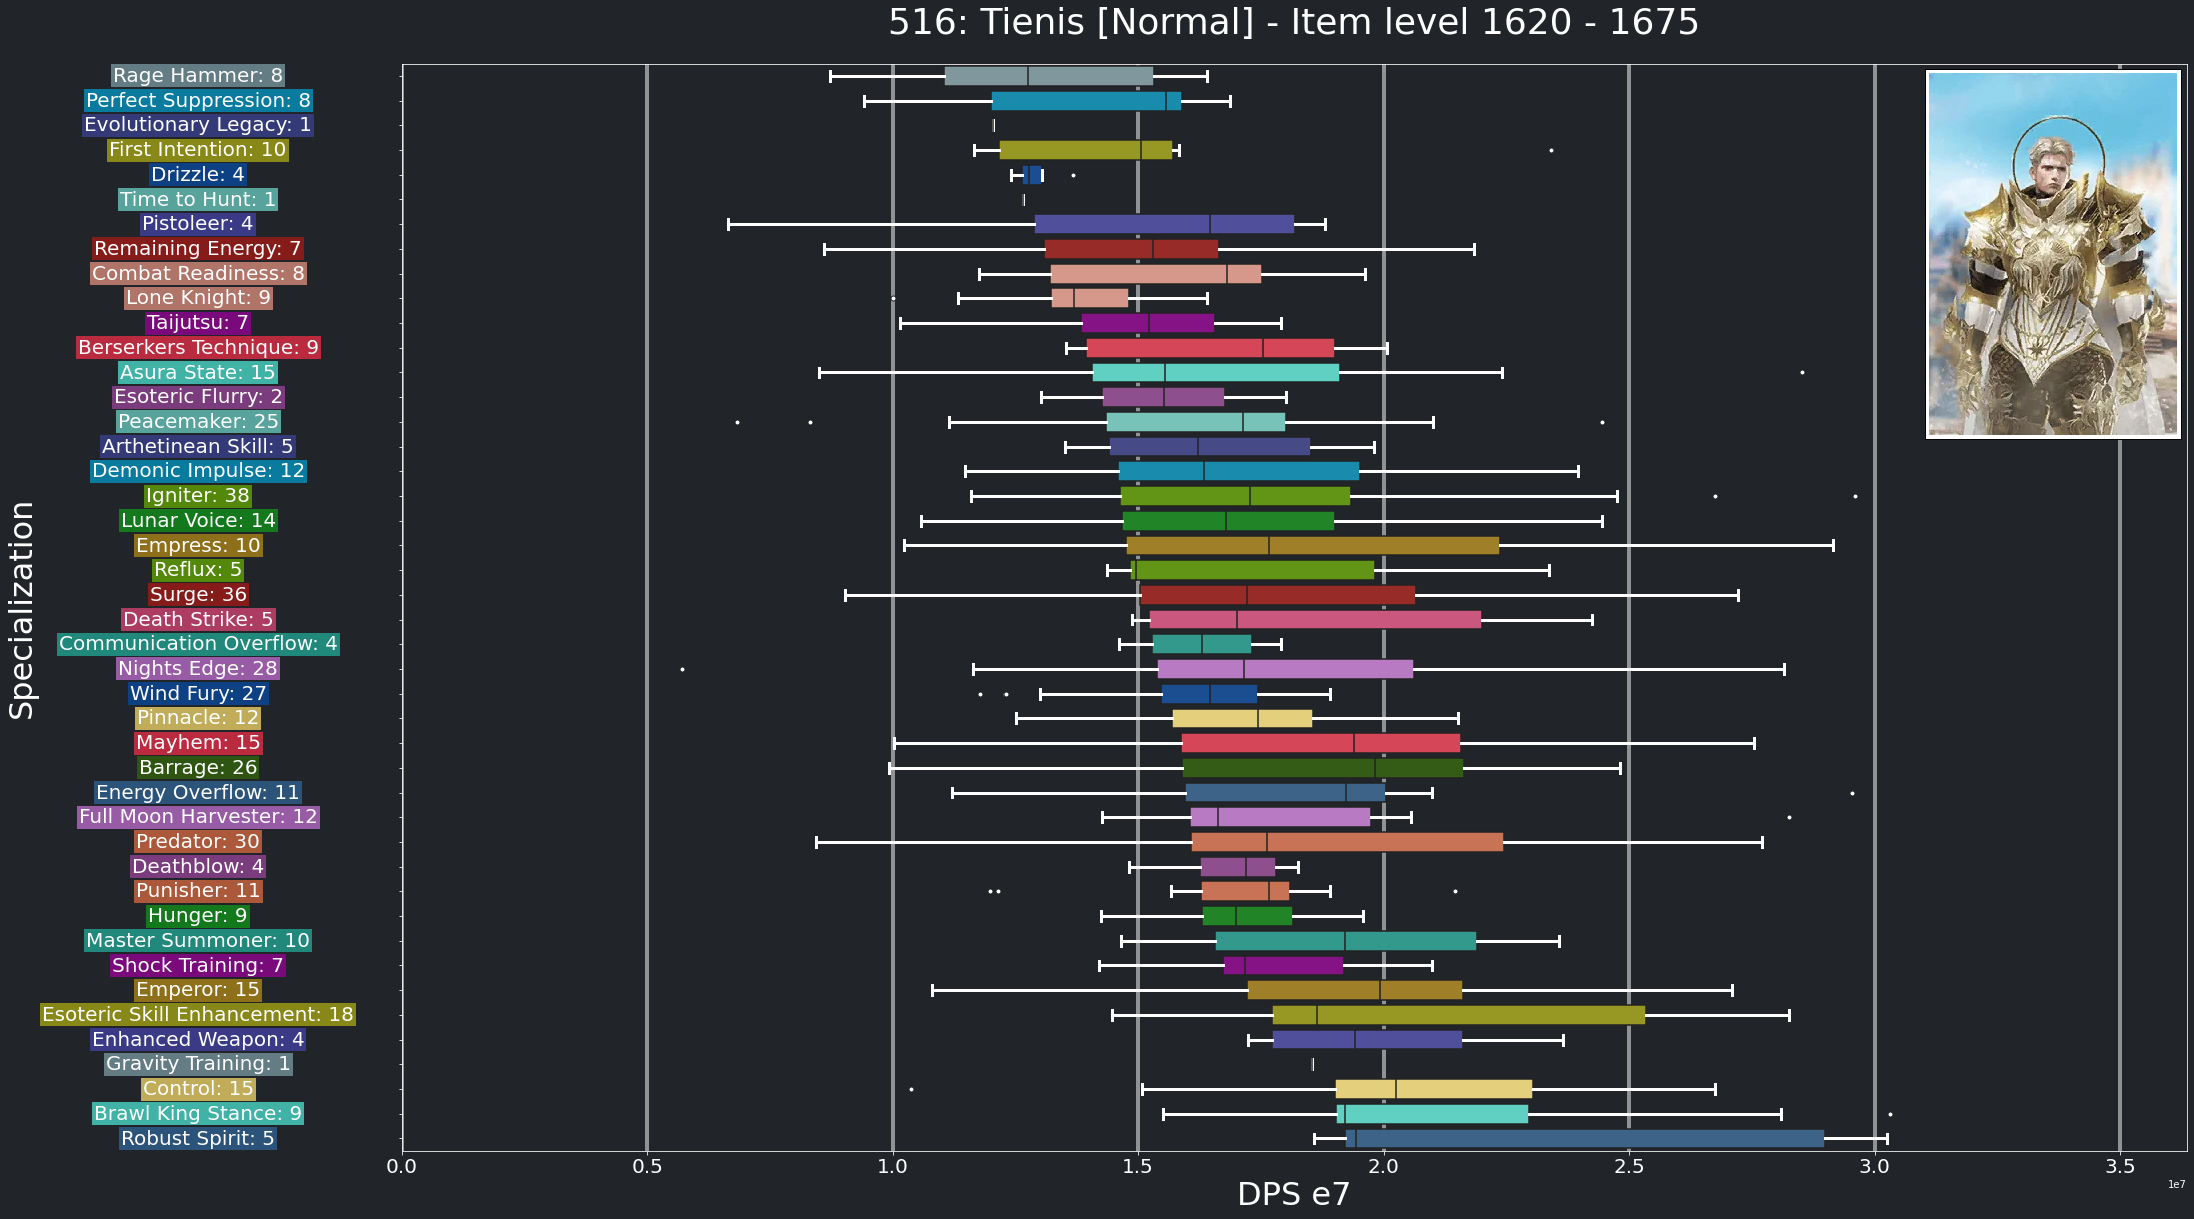 516: Tienis [Normal] - Item level 1620 - 1675
Specialization
Rage Hammer: 8
Perfect Suppression: 8
Evolutionary Legacy: 1
First Intention: 10
Drizzle: 4
Time to Hunt: 1
Pistoleer: 4
Remaining Energy: 7
Combat Readiness: 8
Lone Knight: 9
Taijutsu: 7
Berserkers Technique: 9
Asura State: 15
Esoteric Flurry: 2
Peacemaker: 25
Arthetinean Skill: 5
Demonic Impulse: 12
Igniter: 38
Lunar Voice: 14
Empress: 10
Reflux: 5
Surge: 36
Death Strike: 5
Communication Overflow: 4
Nights Edge: 28
Wind Fury: 27
Pinnacle: 12
Mayhem: 15
Barrage: 26
Energy Overflow: 11
Full Moon Harvester: 12
Predator: 30
Deathblow: 4
Punisher: 11
Hunger: 9
Master Summoner: 10
Shock Training: 7
Emperor: 15
Esoteric Skill Enhancement: 18
Enhanced Weapon: 4
Gravity Training: 1
Control: 15
Brawl King Stance: 9
Robust Spirit: 5
0.0 0.5 1.0 1.5 2.0 2.5 3.0 3.5
1e7
DPS e7